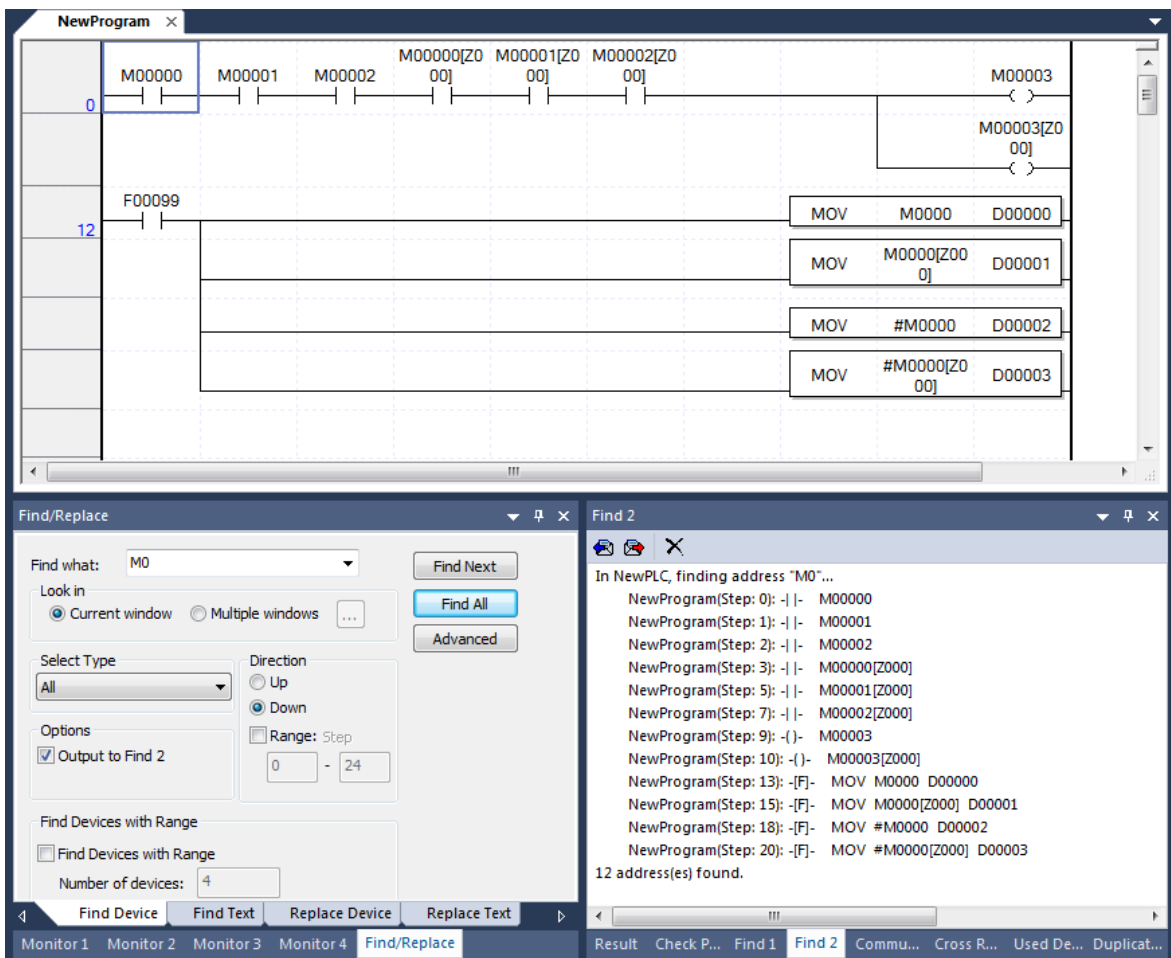 NewProgram ×
M00000[Z0 M00001[Z0 M00002[Z0
M00000 M00001 M00002 00] 00] 00] M00003
0
M00003[Z0
00]
F00099
12
MOV M0000 D00000
MOV M0000[Z00 D00001
0]
MOV #M0000 D00002
MOV #M0000[Z0 D00003
00]
Find/Replace
Find what: M0
Find Next
Look in
Current window Multiple windows ...
Find All
Advanced
Select Type
All
Direction
Up
Down
Options
Output to Find 2
Range: Step
0 - 24
Find Devices with Range
Find Devices with Range
Number of devices: 4
Find Device Find Text Replace Device Replace Text
Monitor 1 Monitor 2 Monitor 3 Monitor 4 Find/Replace
Find 2
In NewPLC, finding address "M0"...
NewProgram(Step: 0): -| |- M00000
NewProgram(Step: 1): -| |- M00001
NewProgram(Step: 2): -| |- M00002
NewProgram(Step: 3): -| |- M00000[Z000]
NewProgram(Step: 5): -| |- M00001[Z000]
NewProgram(Step: 7): -| |- M00002[Z000]
NewProgram(Step: 9): -( )- M00003
NewProgram(Step: 10): -( )- M00003[Z000]
NewProgram(Step: 13): -[F]- MOV M0000 D00000
NewProgram(Step: 15): -[F]- MOV M0000[Z000] D00001
NewProgram(Step: 18): -[F]- MOV #M0000 D00002
NewProgram(Step: 20): -[F]- MOV #M0000[Z000] D00003
12 address(es) found.
Result Check P... Find 1 Find 2 Commu... Cross R... Used De... Duplicat...